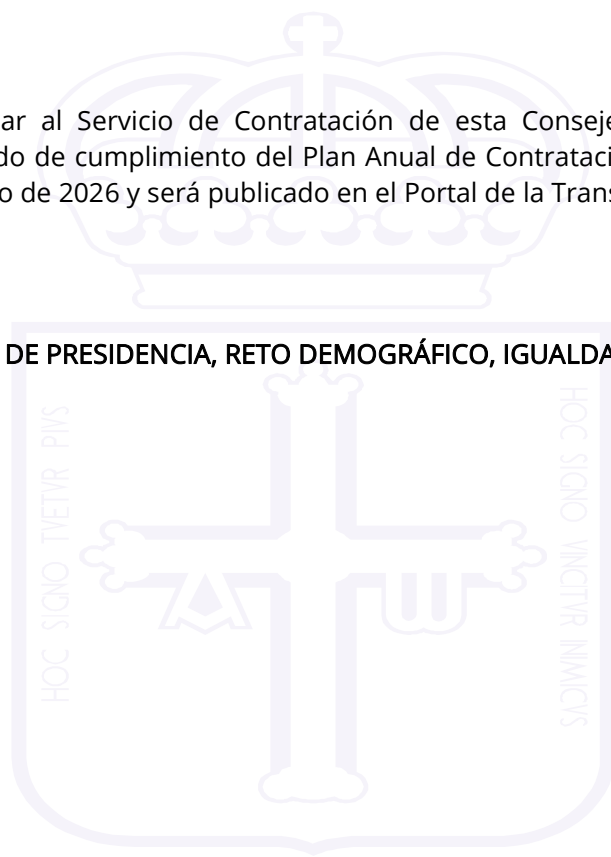 ar al Servicio de Contratación de esta Conseje
do de cumplimiento del Plan Anual de Contrataci
o de 2026 y será publicado en el Portal de la Trans
DE PRESIDENCIA, RETO DEMOGRÁFICO, IGUALDA
HOC SIGNO TVETVR PIVS
HOC SIGNO VINCITVR INIMICVS